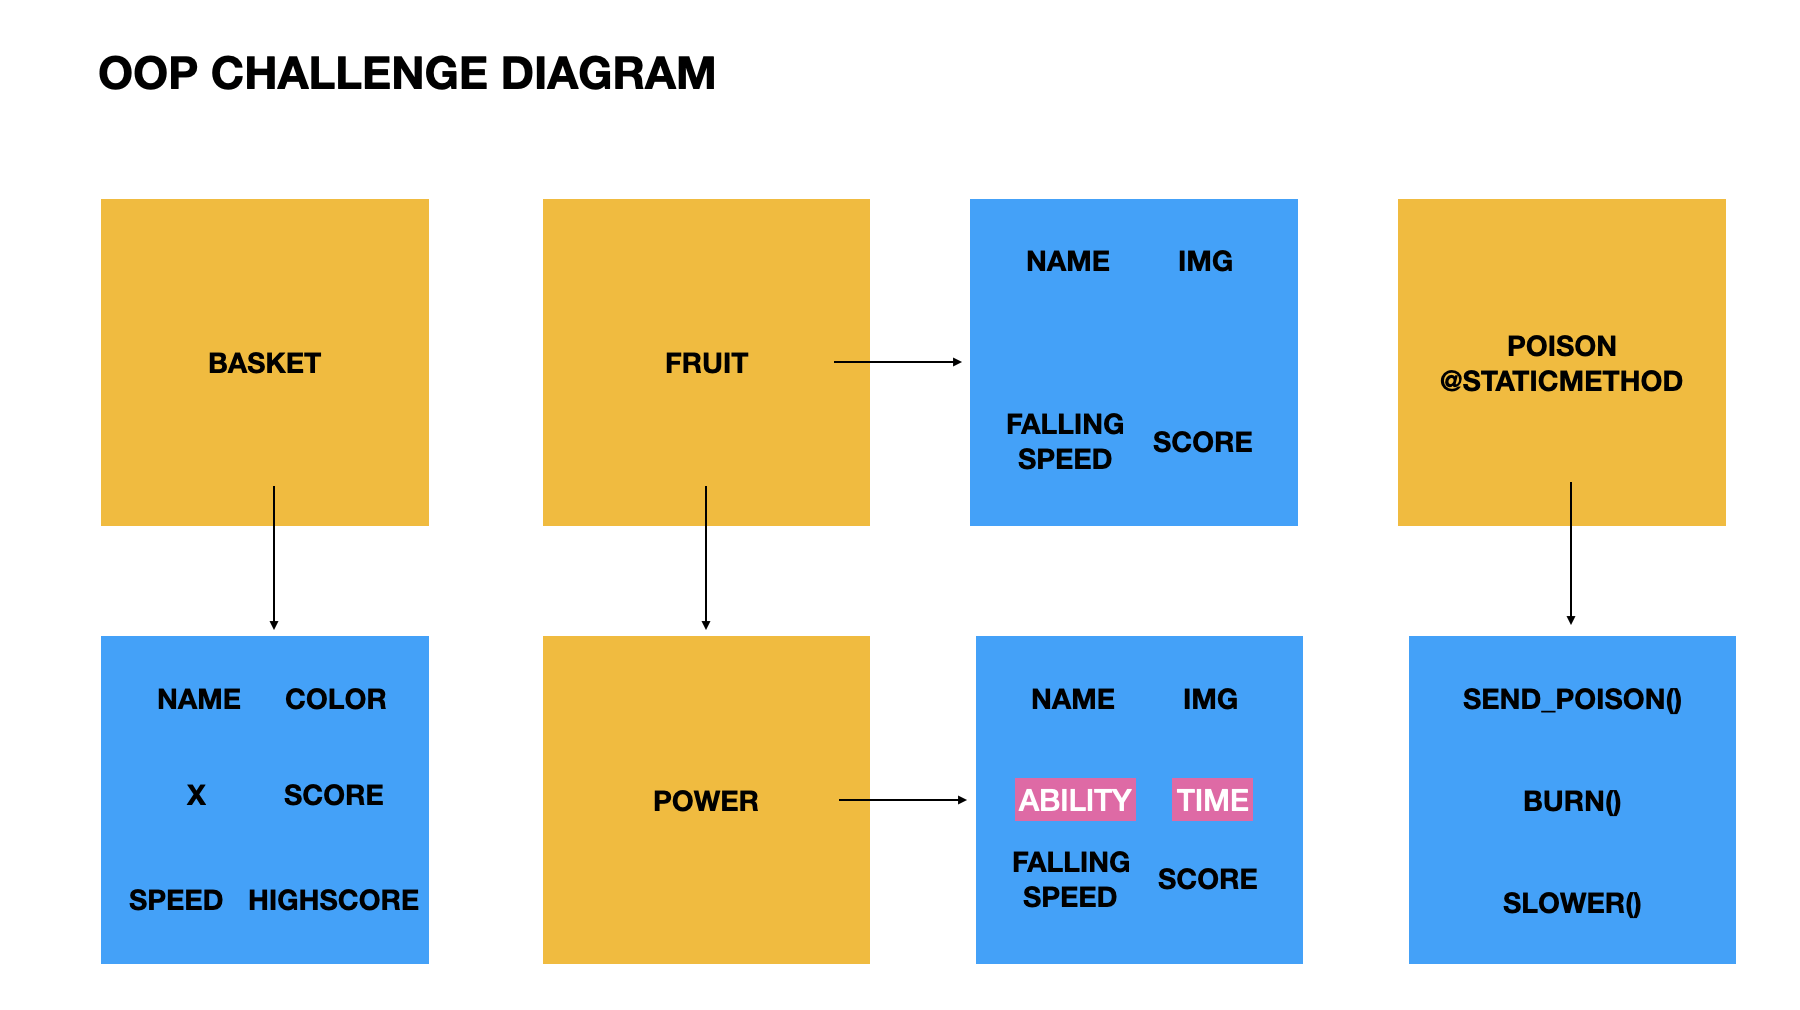 OOP CHALLENGE DIAGRAM
BASKET
FRUIT
NAME IMG
FALLING
SPEED
SCORE
POISON
@STATICMETHOD
NAME COLOR
X SCORE
SPEED HIGHSCORE
POWER
NAME IMG
ABILITY TIME
FALLING
SPEED
SCORE
SEND_POISON()
BURN()
SLOWER()